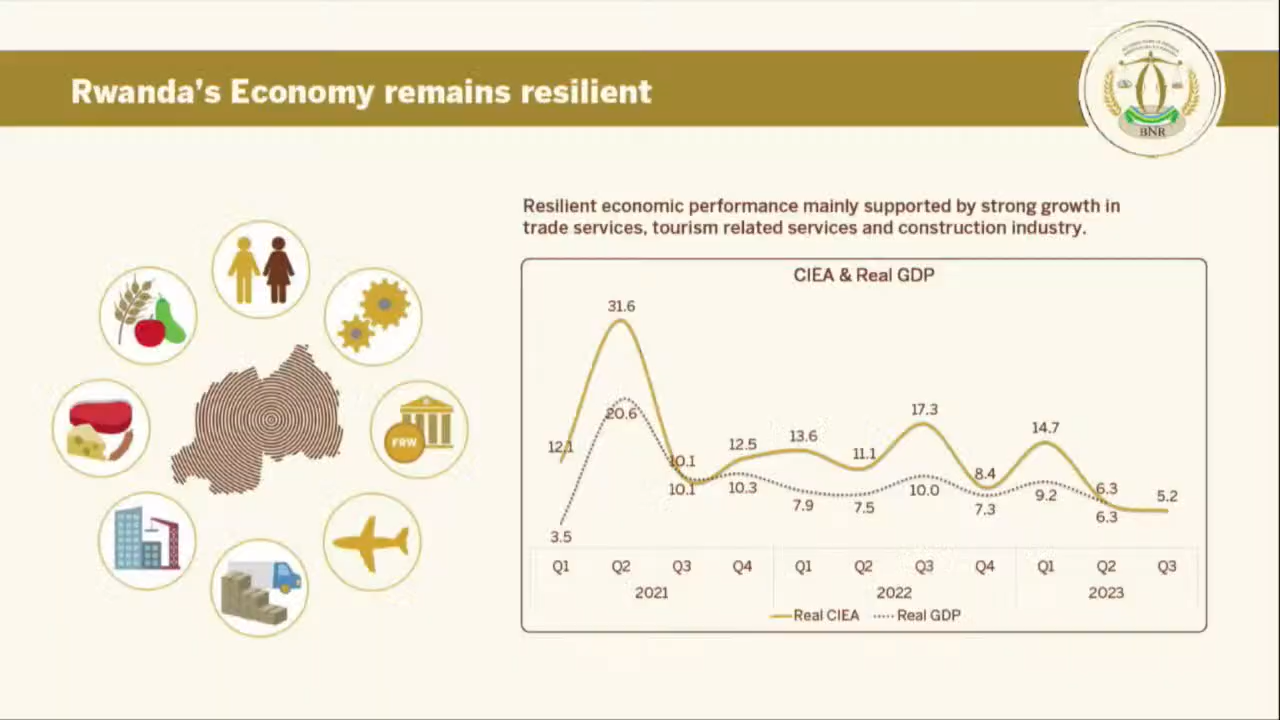 Rwanda's Economy remains resilient
BNR
Resilient economic performance mainly supported by strong growth in
trade services, tourism related services and construction industry.
CIEA & Real GDP
31.6
20.6
17.3
14.7
12.1
10.1
12.5
13.6
11.1
8.4
6.3
5.2
10.1
10.3
7.9
7.5
10.0
7.3
9.2
6.3
3.5
FRW
Q1 Q2 Q3 Q4 Q1 Q2 Q3 Q4 Q1 Q2 Q3
2021 2022 2023
Real CIEA Real GDP